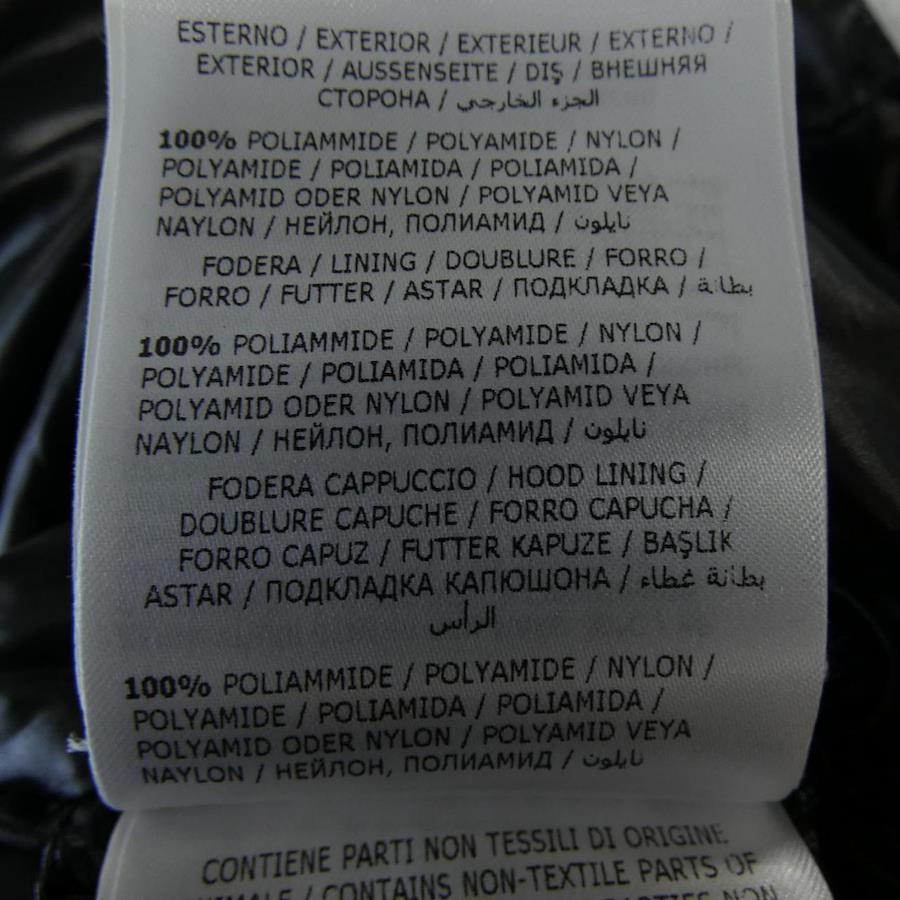 ESTERNO / EXTERIOR / EXTERIEUR / EXTERNO /
EXTERIOR / AUSSENSEITE / DIŞ / ВНЕШНЯЯ
СТОРОНА / الجزء الخارجي
100% POLIAMMIDE / POLYAMIDE / NYLON /
POLYAMIDE / POLIAMIDA / POLIAMIDA /
POLYAMID ODER NYLON / POLYAMID VEYA
NAYLON / НЕЙЛОН, ПОЛИАМИД / نايلون
FODERA / LINING / DOUBLURE / FORRO /
FORRO / FUTTER / ASTAR / ПОДКЛАДКА / بطانة
100% POLIAMMIDE / POLYAMIDE / NYLON /
POLYAMIDE / POLIAMIDA / POLIAMIDA /
POLYAMID ODER NYLON / POLYAMID VEYA
NAYLON / НЕЙЛОН, ПОЛИАМИД / نايلون
FODERA CAPPUCCIO / HOOD LINING /
DOUBLURE CAPUCHE / FORRO CAPUCHA /
FORRO CAPUZ / FUTTER KAPUZE / BAŞLIK
ASTAR / ПОДКЛАДКА КАПЮШОНА / بطانة غطاء
الرأس
100% POLIAMMIDE / POLYAMIDE / NYLON /
POLYAMIDE / POLIAMIDA / POLIAMIDA /
POLYAMID ODER NYLON / POLYAMID VEYA
NAYLON / НЕЙЛОН, ПОЛИАМИД / نايلون
CONTIENE PARTI NON TESSILI DI ORIGINE
/ CONTAINS NON-TEXTILE PARTS OF